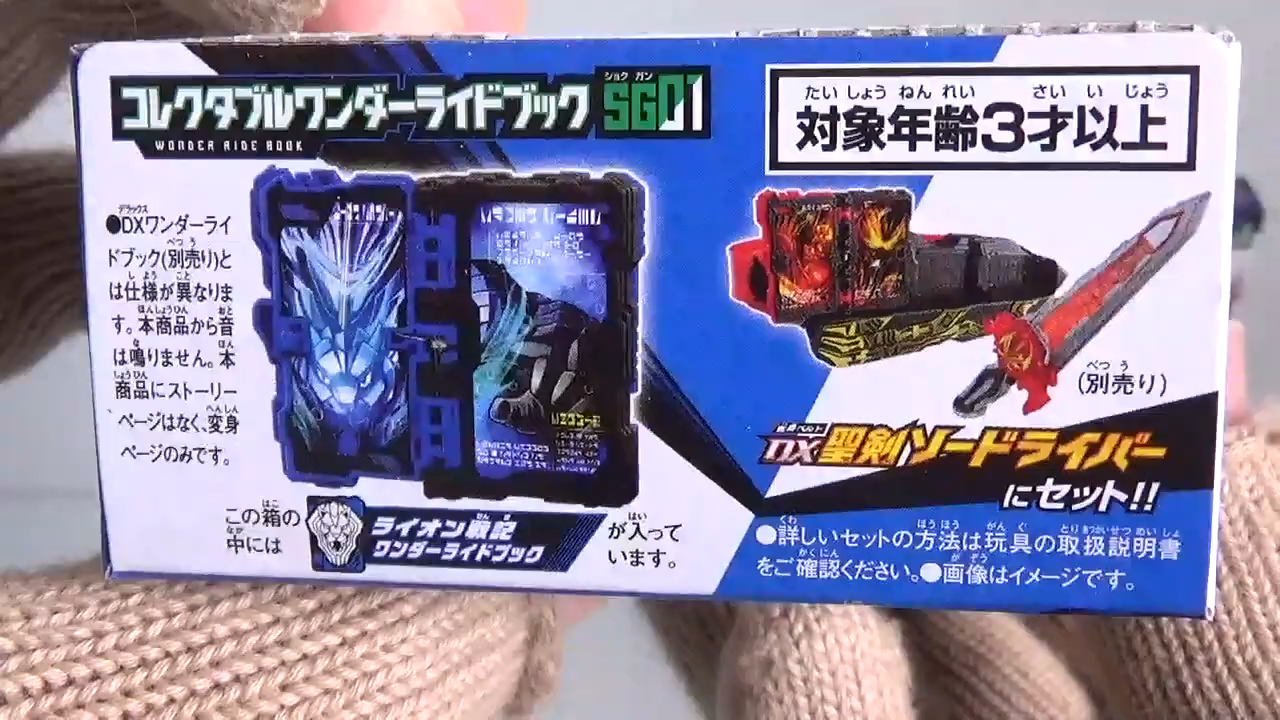 コレクタブルワンダーライドブック SG01
ショク ガン
WONDER RIDE BOOK
対象年齢3才以上
たい しょう ねん れい さい い じょう
●DXワンダーライ
デラックス
ドブック(別売り)と
べつ う
は仕様が異なりま
しよう こと
す。本商品から音
ほんしょうひん おと
は鳴りません。本
な
商品にストーリー
しょうひん
ページはなく、変身
へんしん
ページのみです。
この箱の
はこ
中には
なか
ライオン戦記
せん き
ワンダーライドブック
が入って
はい
います。
(別売り)
べつ う
変身ベルト
DX聖剣ソードライバー
にセット!!
●詳しいセットの方法は玩具の取扱説明書
くわ ほう ほう がん ぐ とり あつかい せつ めい しょ
をご確認ください。●画像はイメージです。
かくにん がぞう